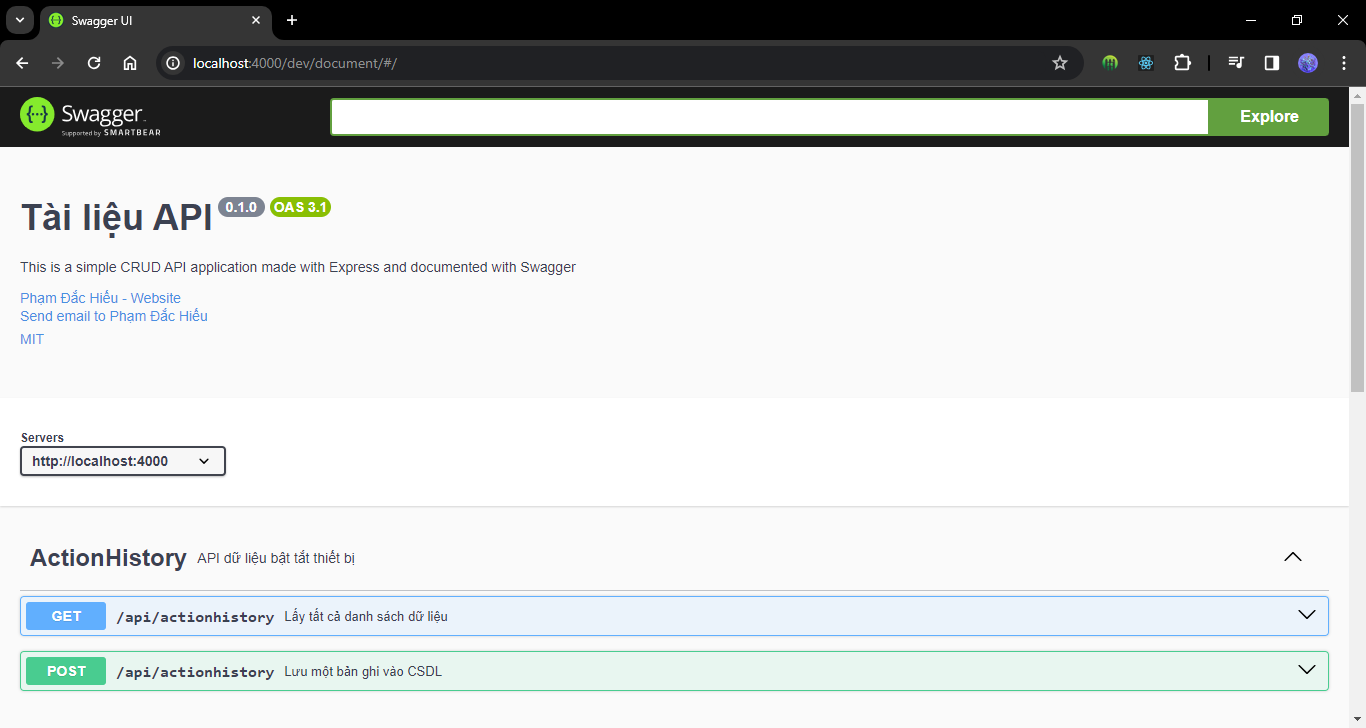 Swagger UI
localhost:4000/dev/document/#/
Swagger
Supported by SMARTBEAR
Explore
Tài liệu API 0.1.0 OAS 3.1
This is a simple CRUD API application made with Express and documented with Swagger
Phạm Đắc Hiếu - Website
Send email to Phạm Đắc Hiếu
MIT
Servers
http://localhost:4000
ActionHistory API dữ liệu bật tắt thiết bị
GET /api/actionhistory Lấy tất cả danh sách dữ liệu
POST /api/actionhistory Lưu một bản ghi vào CSDL